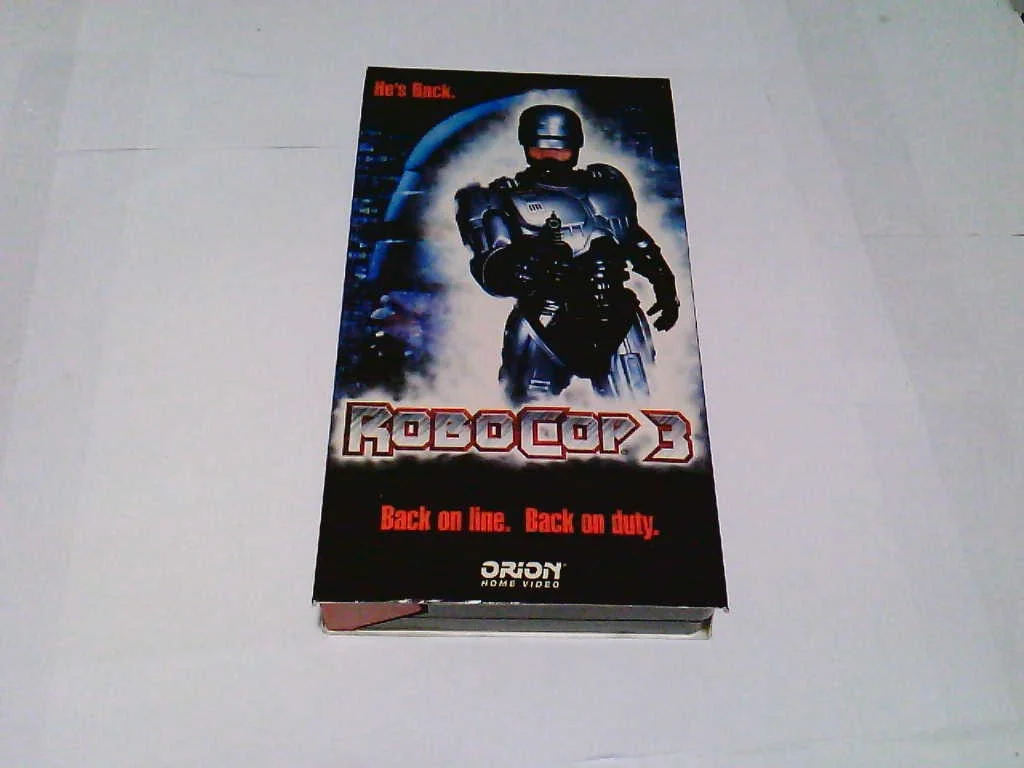 He's Back.
ROBOCOP 3
Back on line. Back on duty.
ORION
HOME VIDEO